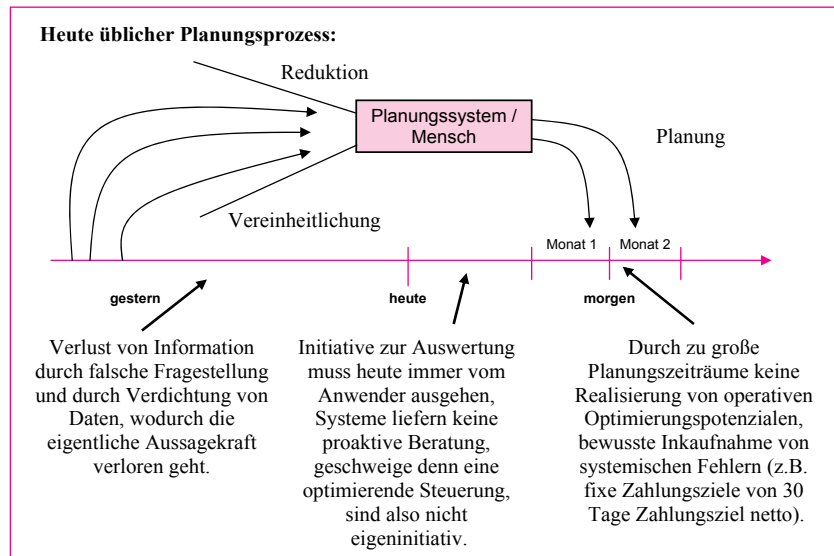 Heute üblicher Planungsprozess:
Reduktion
Planungssystem /
Mensch
Planung
Vereinheitlichung
Monat 1
Monat 2
gestern
heute
morgen
Verlust von Information
durch falsche Fragestellung
und durch Verdichtung von
Daten, wodurch die
eigentliche Aussagekraft
verloren geht.
Initiative zur Auswertung
muss heute immer vom
Anwender ausgehen,
Systeme liefern keine
proaktive Beratung,
geschweige denn eine
optimierende Steuerung,
sind also nicht
eigeninitiativ.
Durch zu große
Planungszeiträume keine
Realisierung von operativen
Optimierungspotenzialen,
bewusste Inkaufnahme von
systemischen Fehlern (z.B.
fixe Zahlungsziele von 30
Tage Zahlungsziel netto).